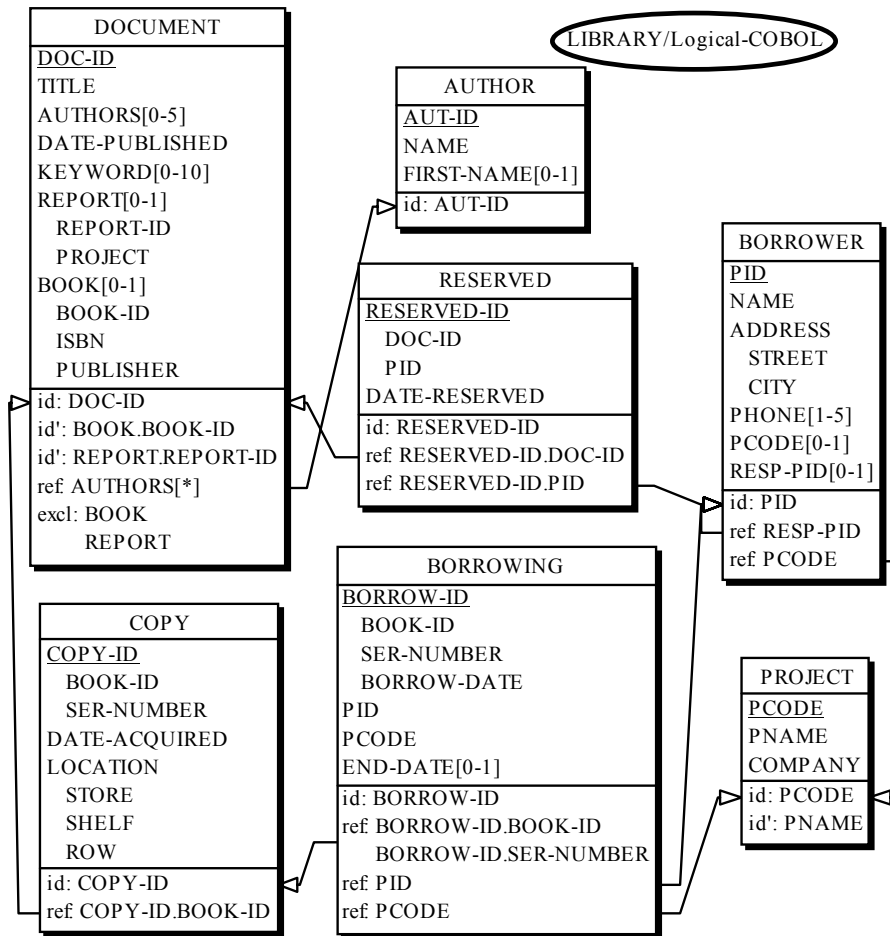 DOCUMENT
DOC-ID
TITLE
AUTHORS[0-5]
DATE-PUBLISHED
KEYWORD[0-10]
REPORT[0-1]
REPORT-ID
PROJECT
BOOK[0-1]
BOOK-ID
ISBN
PUBLISHER
id: DOC-ID
id': BOOK.BOOK-ID
id': REPORT.REPORT-ID
ref: AUTHORS[*]
excl: BOOK
REPORT
LIBRARY/Logical-COBOL
AUTHOR
AUT-ID
NAME
FIRST-NAME[0-1]
id: AUT-ID
RESERVED
RESERVED-ID
DOC-ID
PID
DATE-RESERVED
id: RESERVED-ID
ref: RESERVED-ID.DOC-ID
ref: RESERVED-ID.PID
BORROWER
PID
NAME
ADDRESS
STREET
CITY
PHONE[1-5]
PCODE[0-1]
RESP-PID[0-1]
id: PID
ref: RESP-PID
ref: PCODE
COPY
COPY-ID
BOOK-ID
SER-NUMBER
DATE-ACQUIRED
LOCATION
STORE
SHELF
ROW
id: COPY-ID
ref: COPY-ID.BOOK-ID
BORROWING
BORROW-ID
BOOK-ID
SER-NUMBER
BORROW-DATE
PID
PCODE
END-DATE[0-1]
id: BORROW-ID
ref: BORROW-ID.BOOK-ID
BORROW-ID.SER-NUMBER
ref: PID
ref: PCODE
PROJECT
PCODE
PNAME
COMPANY
id: PCODE
id': PNAME